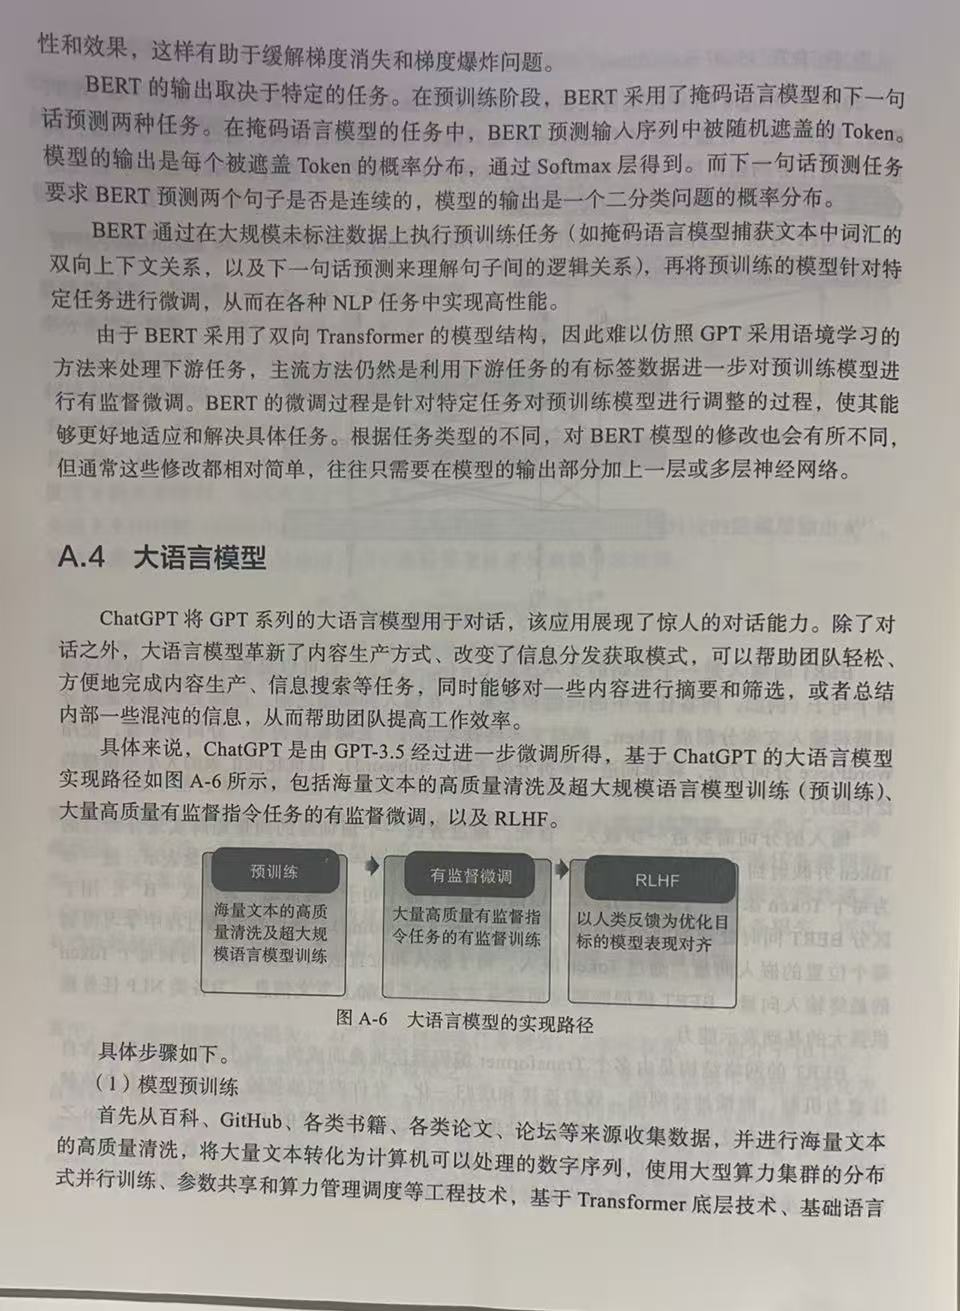 性和效果，这样有助于缓解梯度消失和梯度爆炸问题。
BERT 的输出取决于特定的任务。在预训练阶段，BERT 采用了掩码语言模型和下一句
话预测两种任务。在掩码语言模型的任务中，BERT 预测输入序列中被随机遮盖的 Token。
模型的输出是每个被遮盖 Token 的概率分布，通过 Softmax 层得到。而下一句话预测任务
要求 BERT 预测两个句子是否是连续的，模型的输出是一个二分类问题的概率分布。
BERT 通过在大规模未标注数据上执行预训练任务（如掩码语言模型捕获文本中词汇的
双向上下文关系，以及下一句话预测来理解句子间的逻辑关系），再将预训练的模型针对特
定任务进行微调，从而在各种 NLP 任务中实现高性能。
由于 BERT 采用了双向 Transformer 的模型结构，因此难以仿照 GPT 采用语境学习的
方法来处理下游任务，主流方法仍然是利用下游任务的有标签数据进一步对预训练模型进
行有监督微调。BERT 的微调过程是针对特定任务对预训练模型进行调整的过程，使其能
够更好地适应和解决具体任务。根据任务类型的不同，对 BERT 模型的修改也会有所不同，
但通常这些修改都相对简单，往往只需要在模型的输出部分加上一层或多层神经网络。
A.4 大语言模型
ChatGPT 将 GPT 系列的大语言模型用于对话，该应用展现了惊人的对话能力。除了对
话之外，大语言模型革新了内容生产方式、改变了信息分发获取模式，可以帮助团队轻松、
方便地完成内容生产、信息搜索等任务，同时能够对一些内容进行摘要和筛选，或者总结
内部一些混沌的信息，从而帮助团队提高工作效率。
具体来说，ChatGPT 是由 GPT-3.5 经过进一步微调所得，基于 ChatGPT 的大语言模型
实现路径如图 A-6 所示，包括海量文本的高质量清洗及超大规模语言模型训练（预训练）、
大量高质量有监督指令任务的有监督微调，以及 RLHF。
预训练
海量文本的高质
量清洗及超大规
模语言模型训练
有监督微调
大量高质量有监督指
令任务的有监督训练
RLHF
以人类反馈为优化目
标的模型表现对齐
图 A-6 大语言模型的实现路径
具体步骤如下。
（1）模型预训练
首先从百科、GitHub、各类书籍、各类论文、论坛等来源收集数据，并进行海量文本
的高质量清洗，将大量文本转化为计算机可以处理的数字序列，使用大型算力集群的分布
式并行训练、参数共享和算力管理调度等工程技术，基于 Transformer 底层技术、基础语言